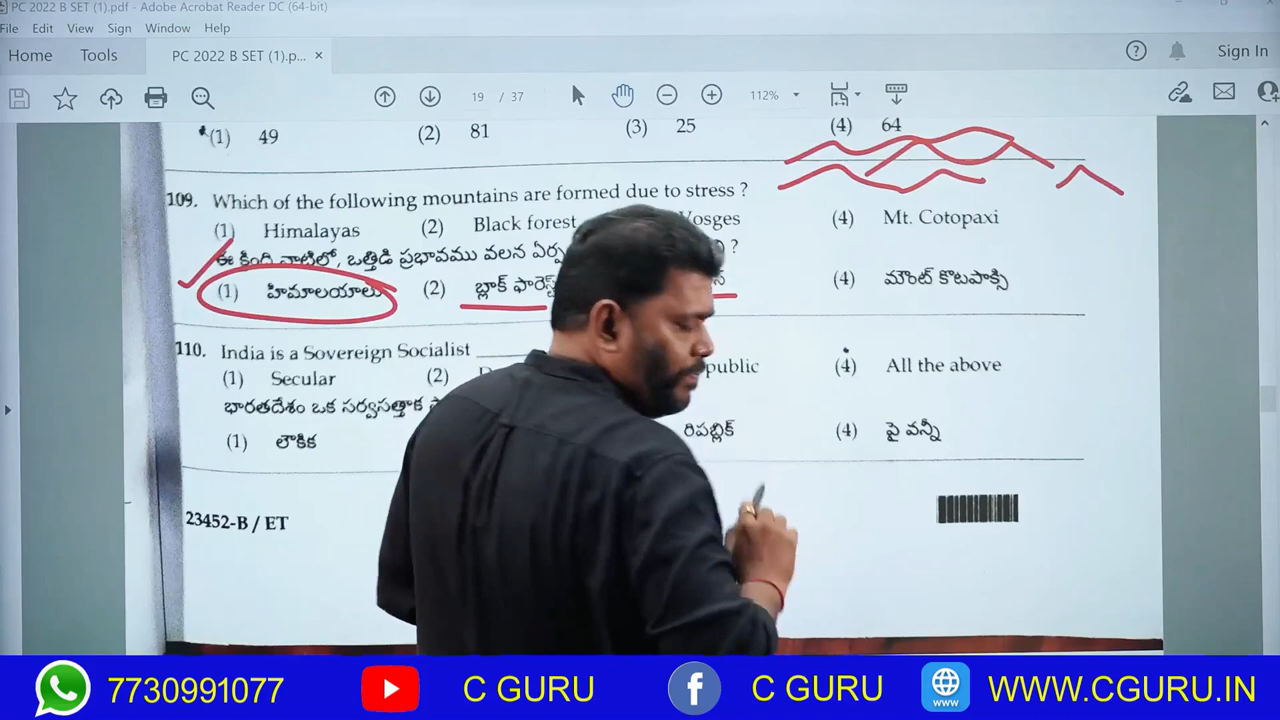 PC 2022 B SET (1).pdf - Adobe Acrobat Reader DC (64-bit)
File Edit View Sign Window Help
Home Tools PC 2022 B SET (1).p... × Sign In
19 / 37 112%
(1) 49 (2) 81 (3) 25 (4) 64
109. Which of the following mountains are formed due to stress ?
(1) Himalayas (2) Black forest Vosges (4) Mt. Cotopaxi
ఈ క్రింది వాటిలో, ఒత్తిడి ప్రభావము వలన ?
(1) హిమాలయాలు (2) బ్లాక్ ఫారెస్ట్ (4) మౌంట్ కొటపాక్సి
110. India is a Sovereign Socialist
(1) Secular (2) (4) All the above
భారతదేశం ఒక సర్వసత్తాక
(1) లౌకిక రిపబ్లిక్ (4) పై వన్నీ
23452-B / ET
7730991077 C GURU C GURU WWW.CGURU.IN